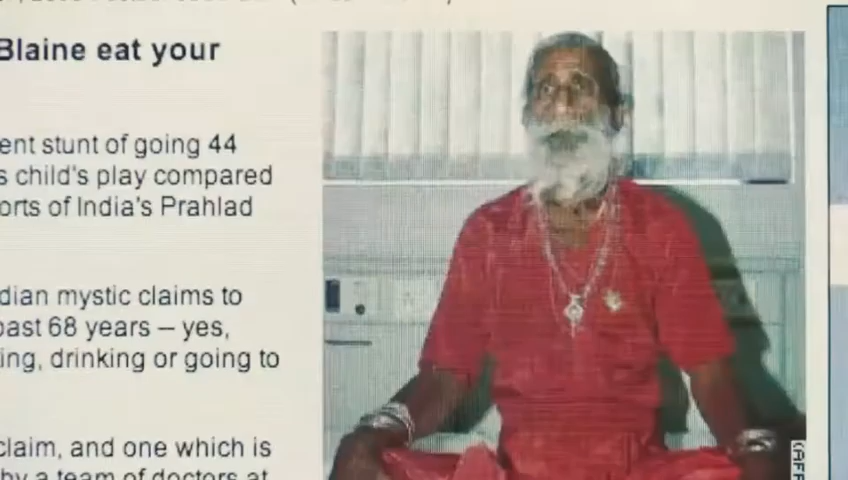 Blaine eat your
ent stunt of going 44
s child's play compared
orts of India's Prahlad
dian mystic claims to
past 68 years – yes,
ing, drinking or going to
claim, and one which is
by a team of doctors at
(AFP